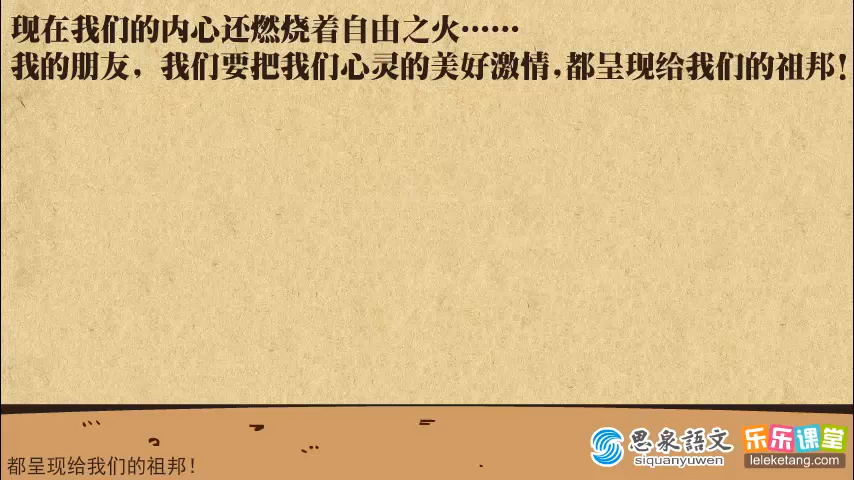 现在我们的内心还燃烧着自由之火……
我的朋友，我们要把我们心灵的美好激情,都呈现给我们的祖邦！
都呈现给我们的祖邦！
思泉語文
siquanyuwen
乐乐课堂
leleketang.com